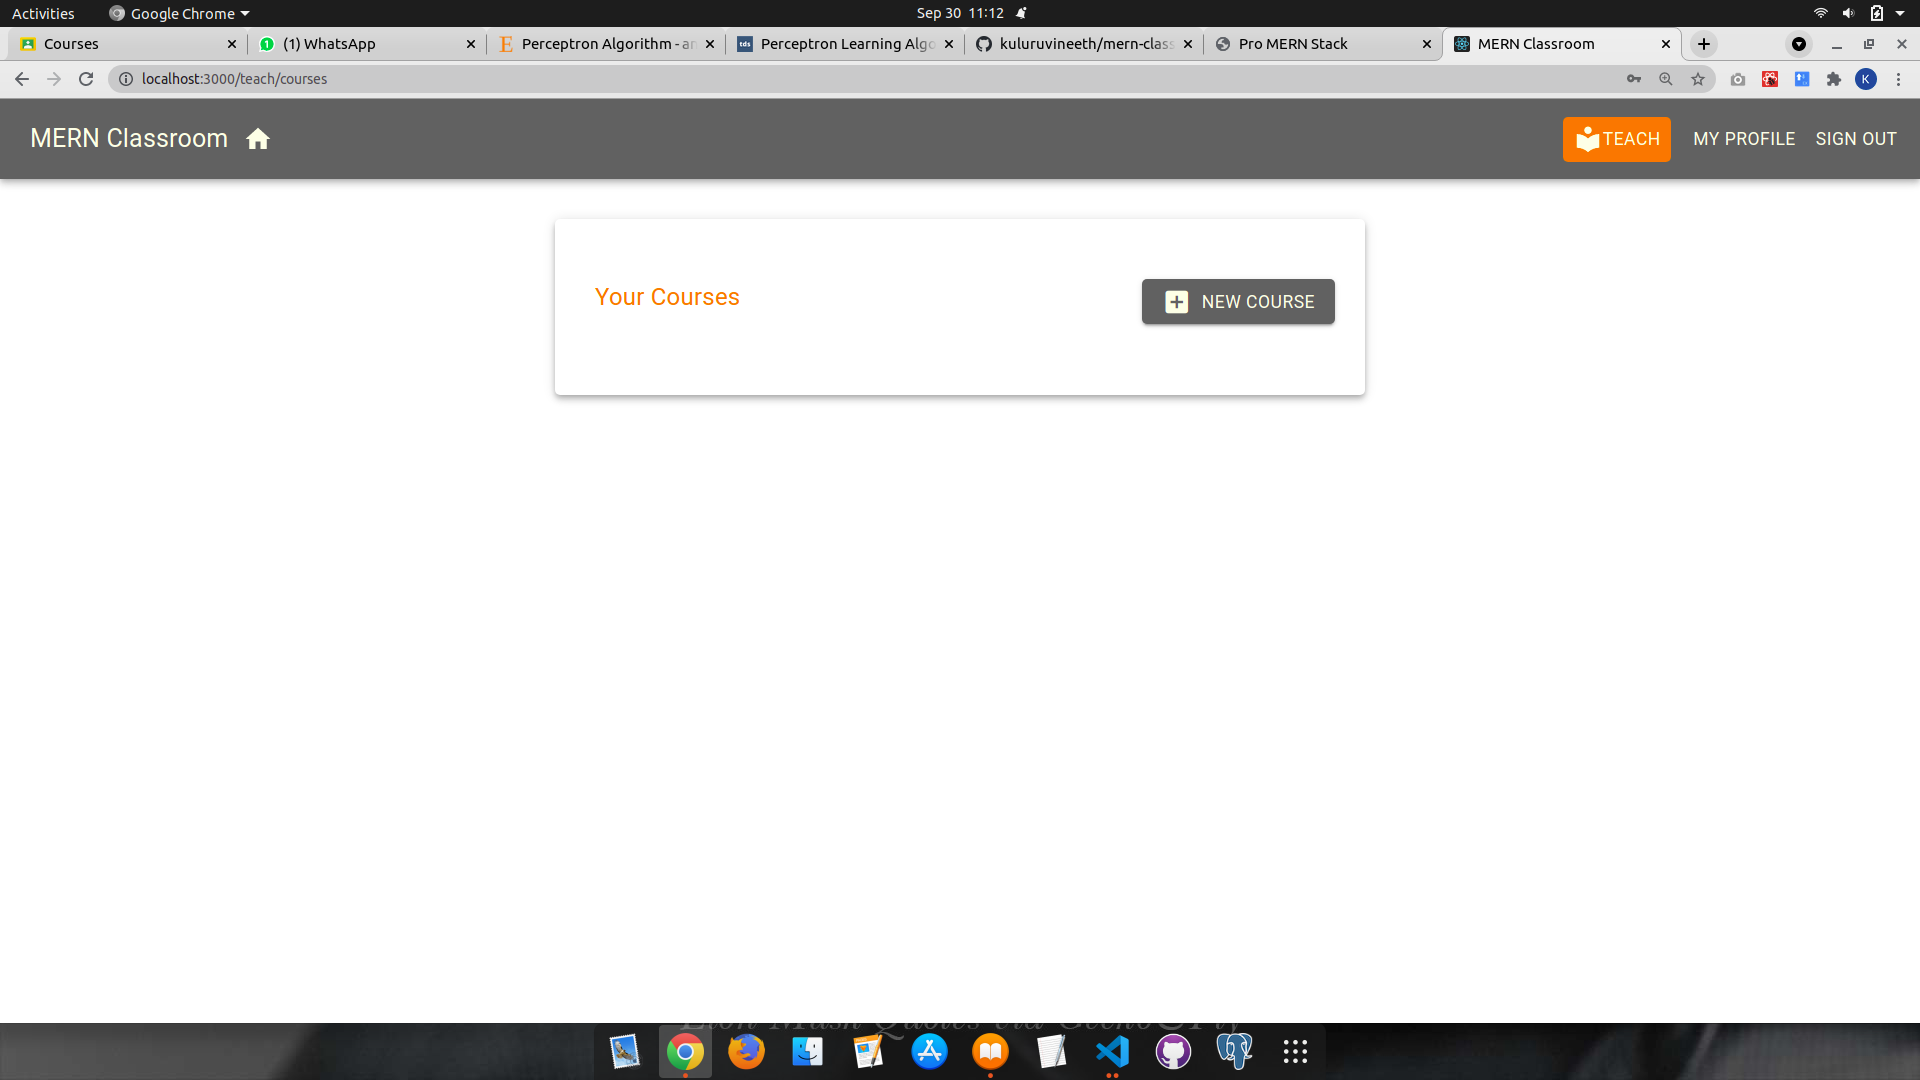 Activities Google Chrome Sep 30 11:12
Courses (1) WhatsApp Perceptron Algorithm - an Perceptron Learning Algo kuluruvineeth/mern-class Pro MERN Stack MERN Classroom
localhost:3000/teach/courses K
MERN Classroom TEACH MY PROFILE SIGN OUT
Your Courses NEW COURSE